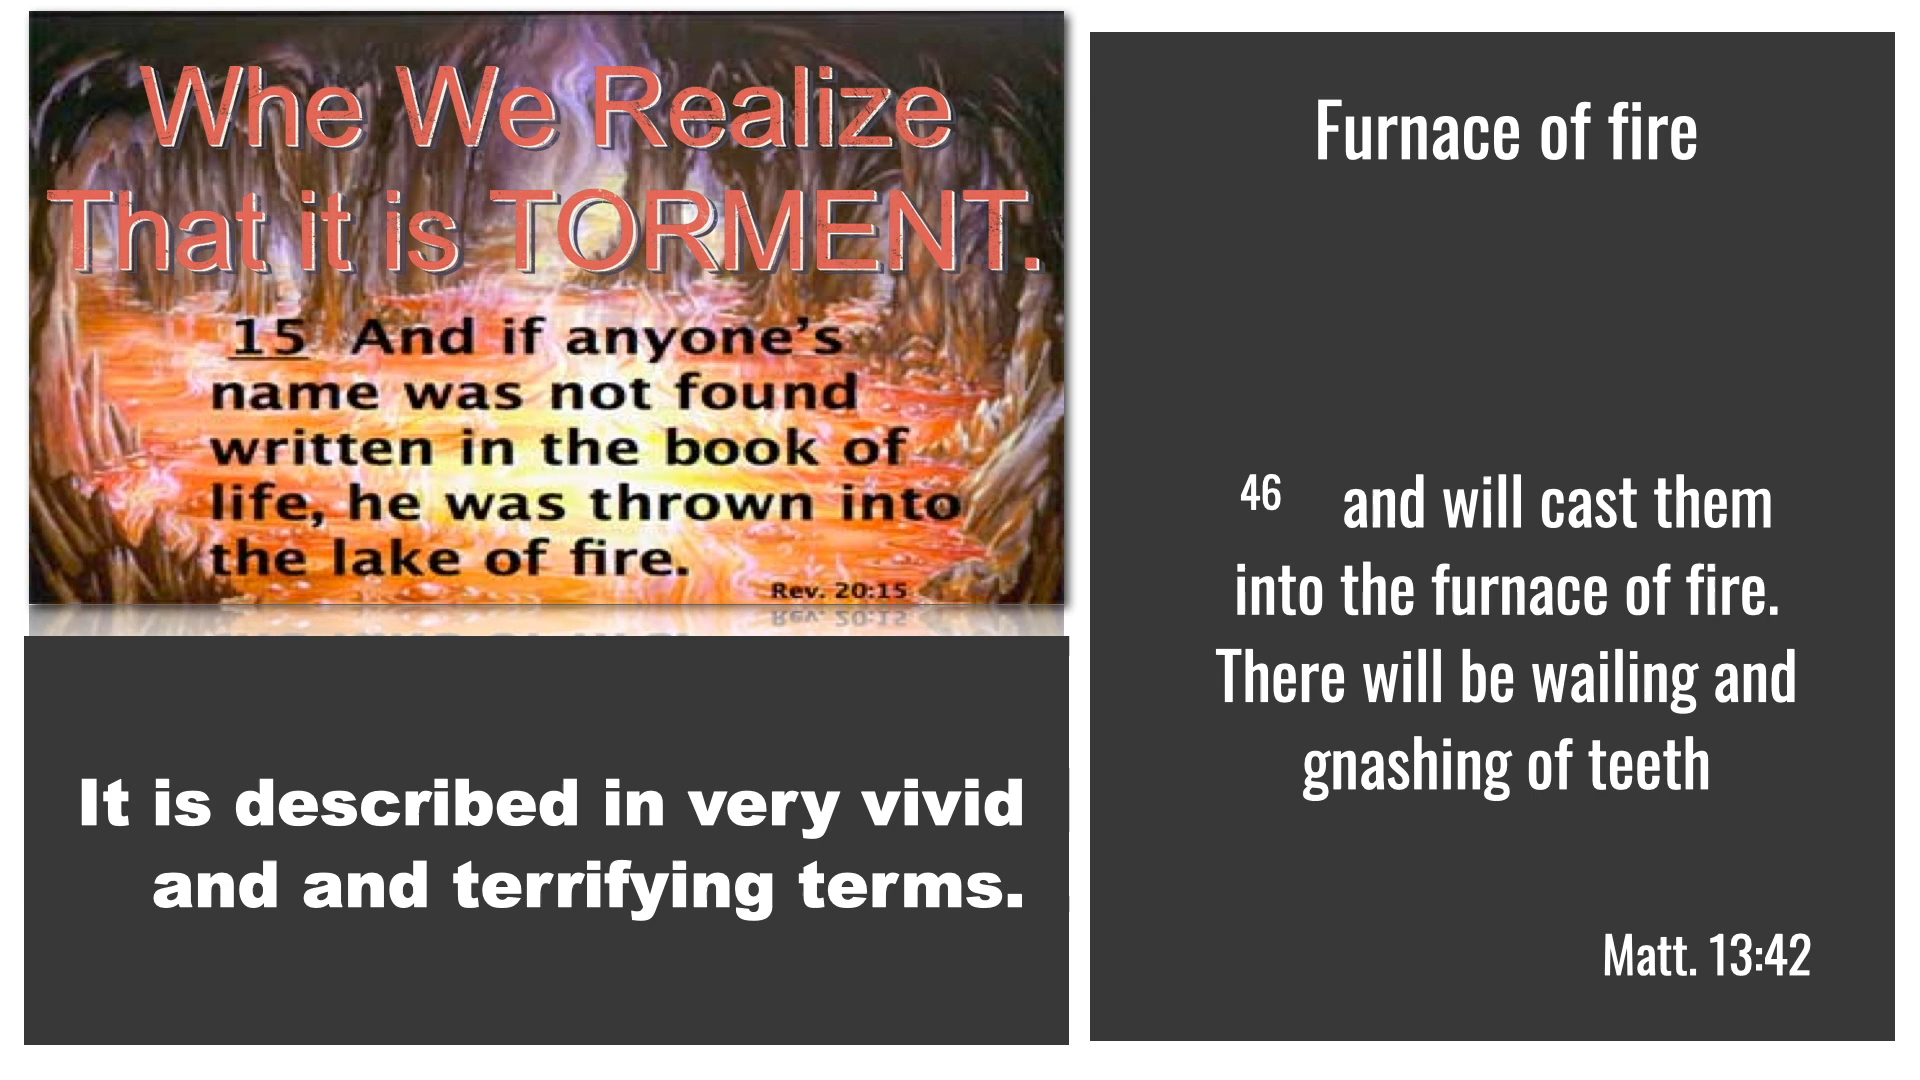 Whe We Realize
That it is TORMENT.
15 And if anyone’s
name was not found
written in the book of
life, he was thrown into
the lake of fire.
Rev. 20:15
It is described in very vivid
and and terrifying terms.
Furnace of fire
46 and will cast them
into the furnace of fire.
There will be wailing and
gnashing of teeth
Matt. 13:42